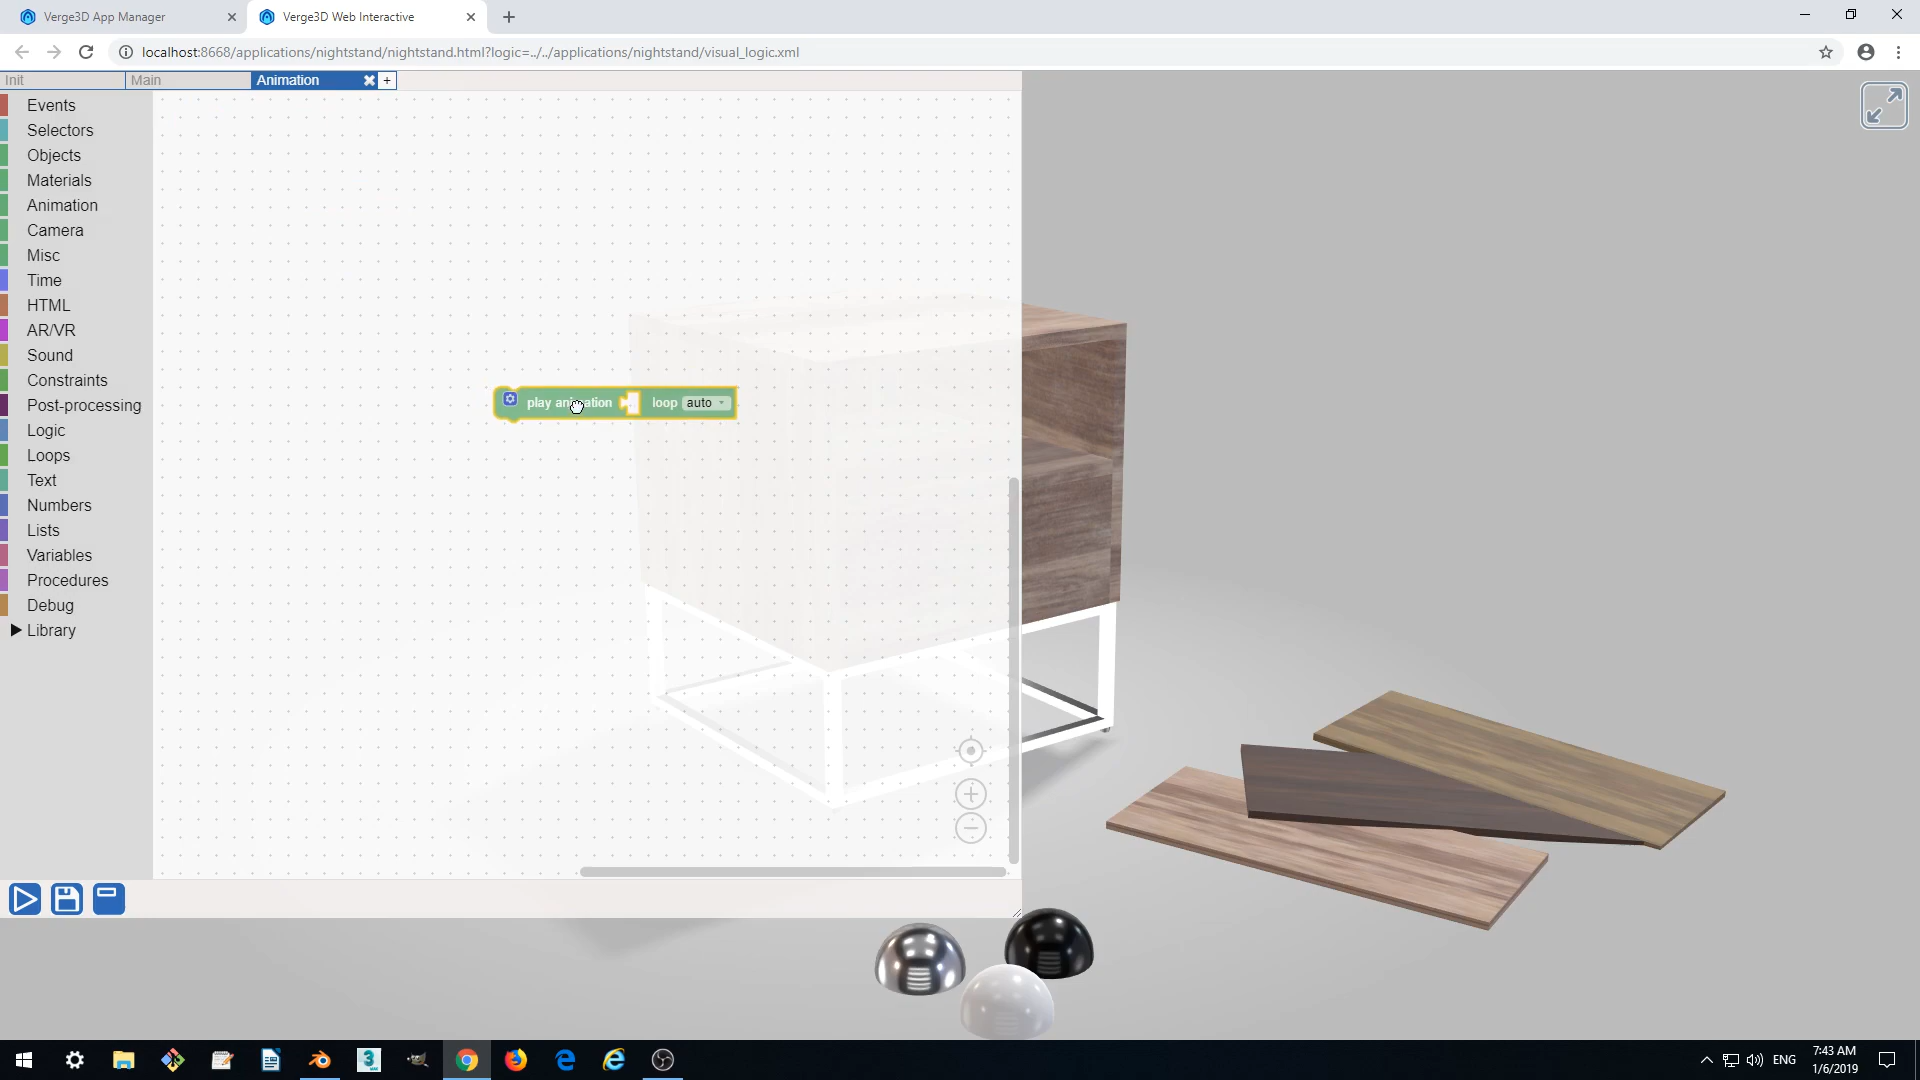 Verge3D App Manager
Verge3D Web Interactive
localhost:8668/applications/nightstand/nightstand.html?logic=../../applications/nightstand/visual_logic.xml
Init
Main
Animation
Events
Selectors
Objects
Materials
Animation
Camera
Misc
Time
HTML
AR/VR
Sound
Constraints
Post-processing
Logic
Loops
Text
Numbers
Lists
Variables
Procedures
Debug
Library
play animation loop auto
ENG
7:43 AM
1/6/2019